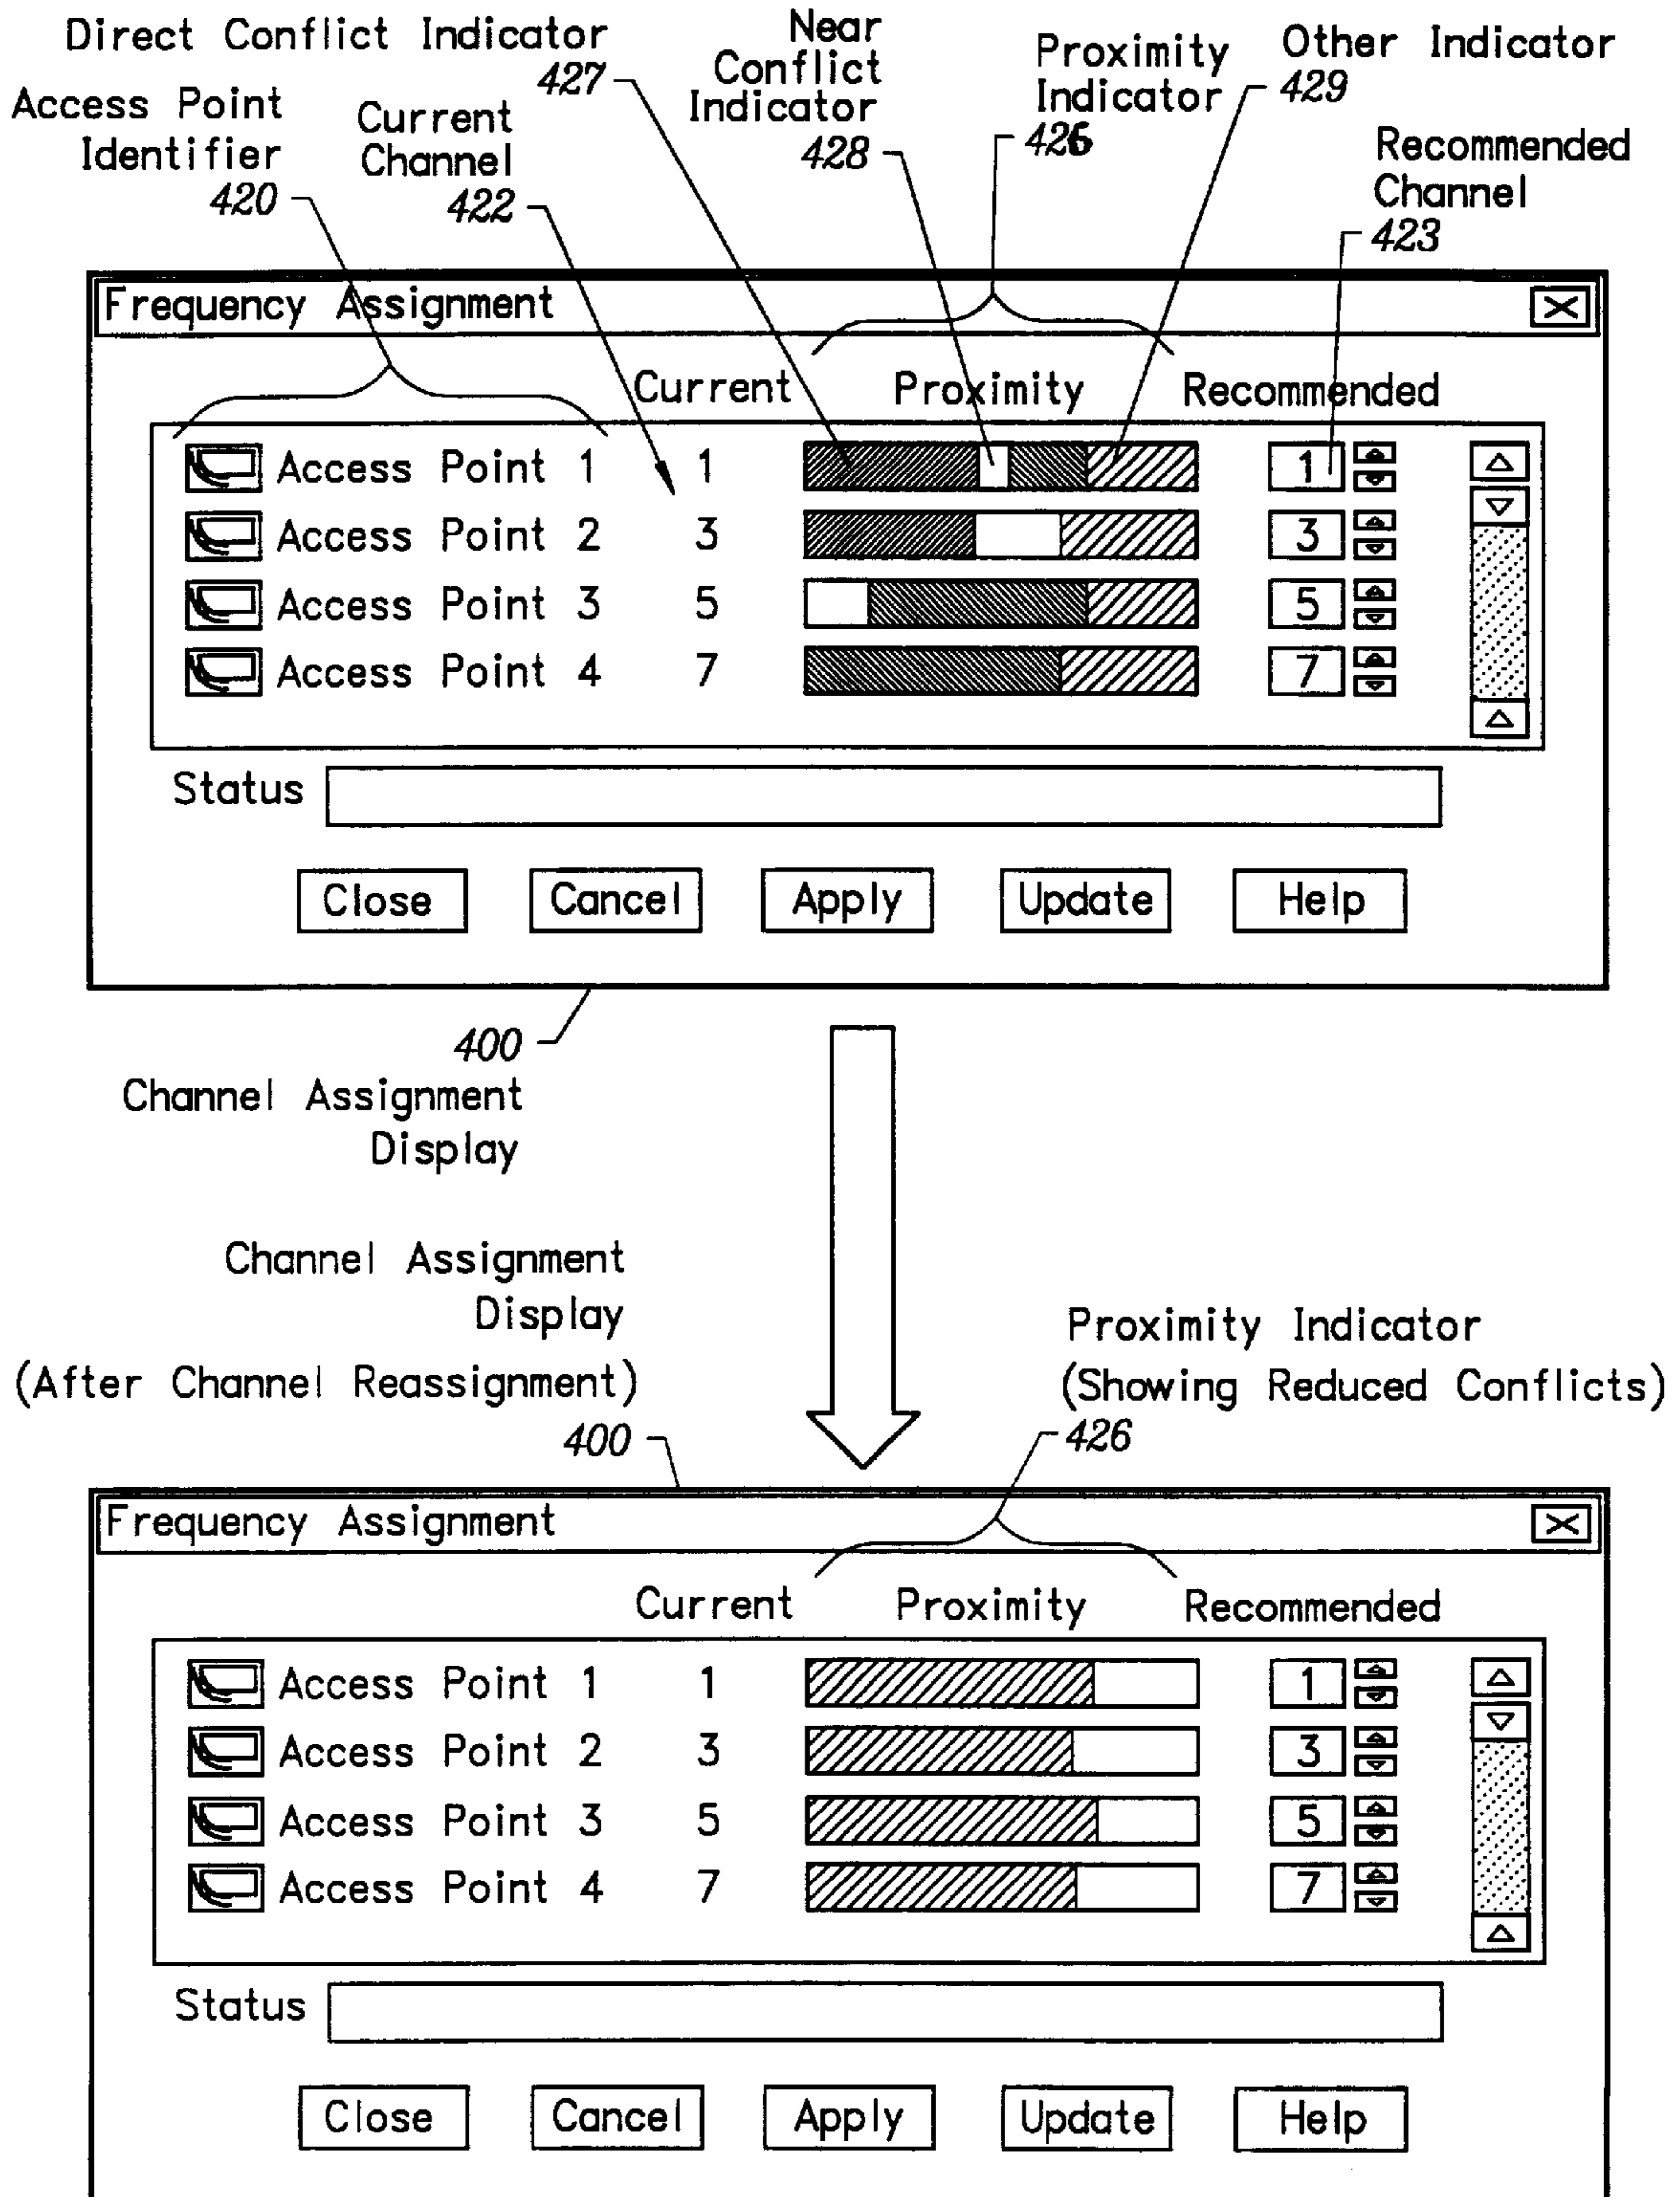 Direct Conflict Indicator
427
Near
Conflict
Indicator
428
Proximity
Indicator
426
Other Indicator
429
Access Point
Identifier
420
Current
Channel
422
Recommended
Channel
423
Frequency Assignment
Current Proximity Recommended
Access Point 1 1 1
Access Point 2 3 3
Access Point 3 5 5
Access Point 4 7 7
Status
Close Cancel Apply Update Help
400
Channel Assignment
Display
Channel Assignment
Display
(After Channel Reassignment)
400
Proximity Indicator
(Showing Reduced Conflicts)
426
Frequency Assignment
Current Proximity Recommended
Access Point 1 1 1
Access Point 2 3 3
Access Point 3 5 5
Access Point 4 7 7
Status
Close Cancel Apply Update Help